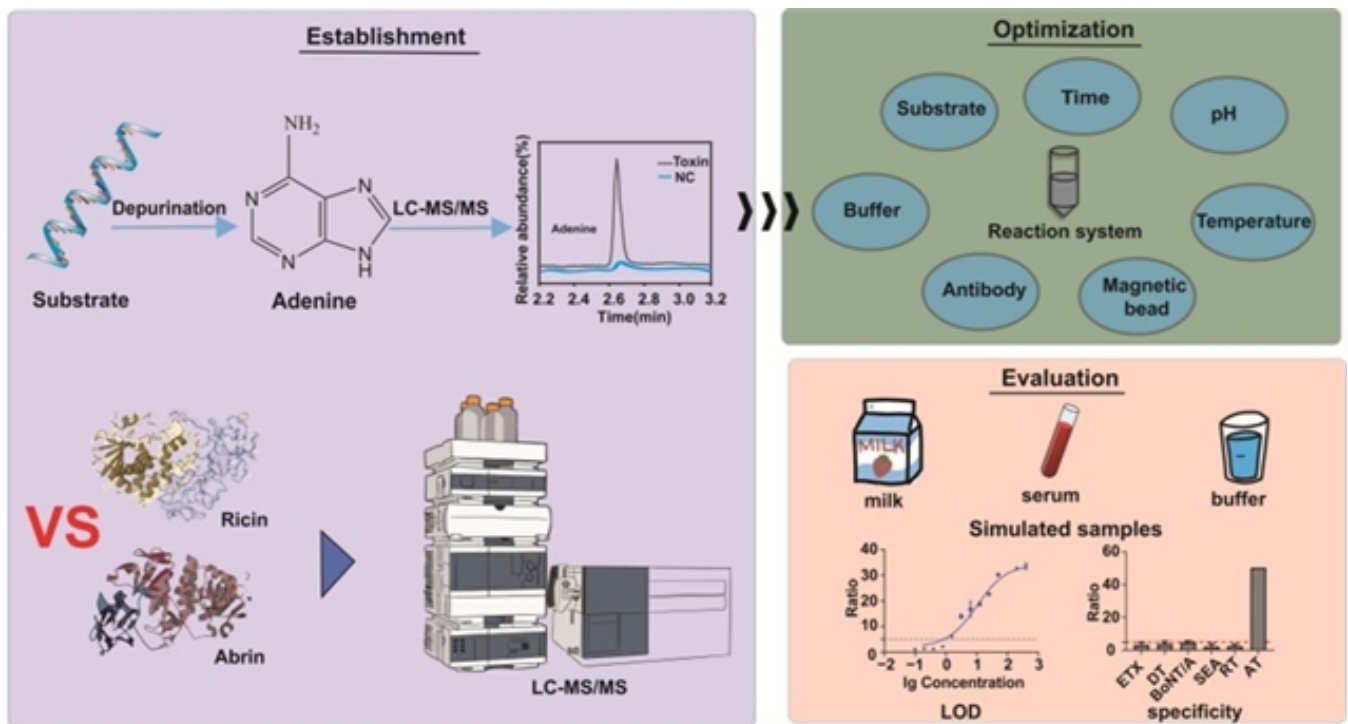 Establishment
NH₂
N
N
N
N
H
Depurination
LC-MS/MS
Substrate
Adenine
Relative abundance(%)
Toxin
NC
Adenine
2.2 2.4 2.6 2.8 3.0 3.2
Time(min)
VS
Ricin
Abrin
LC-MS/MS
Optimization
Substrate
Time
pH
Buffer
Temperature
Reaction system
Antibody
Magnetic
bead
Evaluation
MILK
milk
serum
buffer
Simulated samples
Ratio
40
30
20
10
0
−2 −1 0 1 2 3
lg Concentration
LOD
Ratio
60
40
20
0
ETX
DT
BoNT/A
SEA
RT
AT
specificity